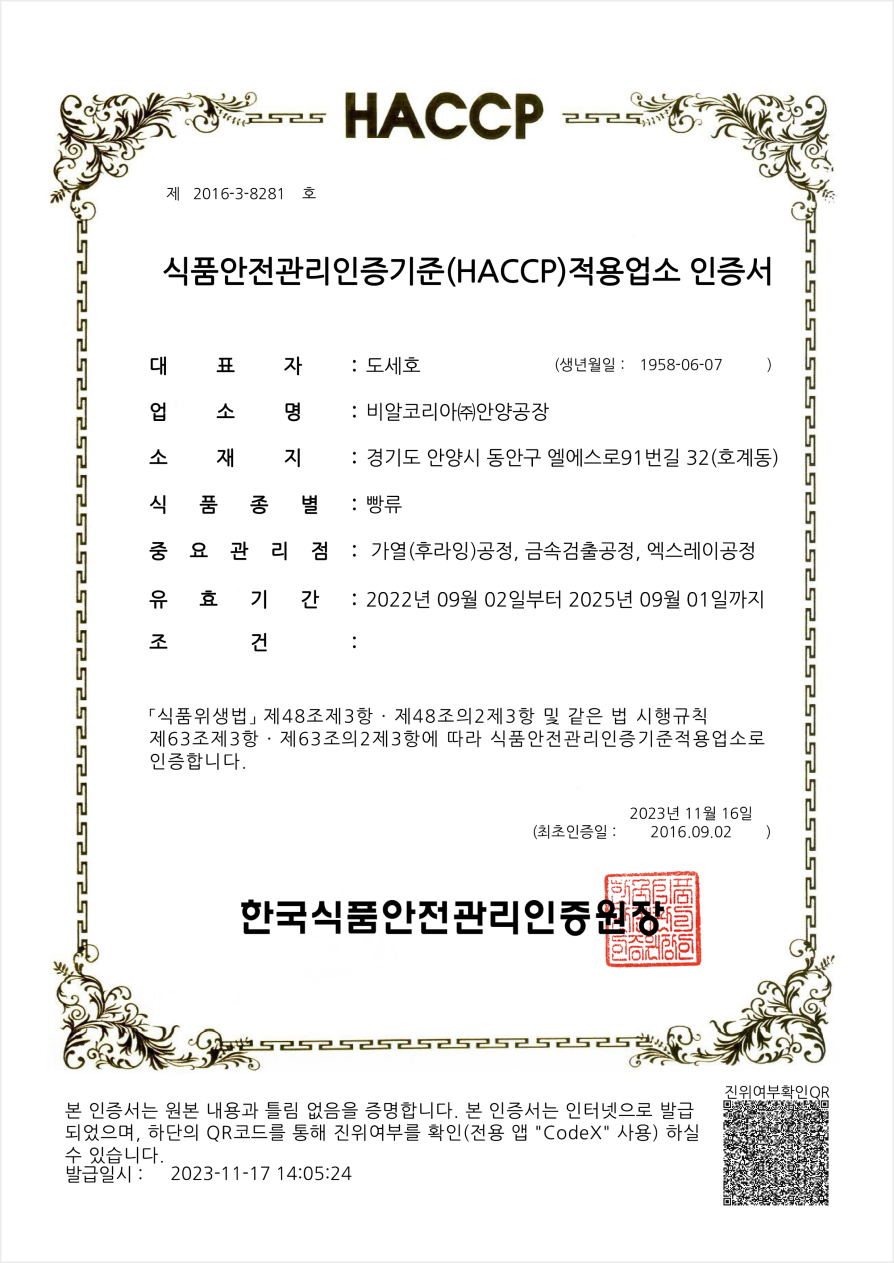 HACCP
제 2016-3-8281 호
식품안전관리인증기준(HACCP)적용업소 인증서
대 표 자 : 도세호 (생년월일 : 1958-06-07 )
업 소 명 : 비알코리아㈜안양공장
소 재 지 : 경기도 안양시 동안구 엘에스로91번길 32(호계동)
식 품 종 별 : 빵류
중 요 관 리 점 : 가열(후라잉)공정, 금속검출공정, 엑스레이공정
유 효 기 간 : 2022년 09월 02일부터 2025년 09월 01일까지
조 건 :
「식품위생법」 제48조제3항 · 제48조의2제3항 및 같은 법 시행규칙
제63조제3항 · 제63조의2제3항에 따라 식품안전관리인증기준적용업소로
인증합니다.
2023년 11월 16일
(최초인증일 : 2016.09.02 )
한국식품안전관리인증원장
진위여부확인QR
본 인증서는 원본 내용과 틀림 없음을 증명합니다. 본 인증서는 인터넷으로 발급
되었으며, 하단의 QR코드를 통해 진위여부를 확인(전용 앱 "CodeX" 사용) 하실
수 있습니다.
발급일시 : 2023-11-17 14:05:24